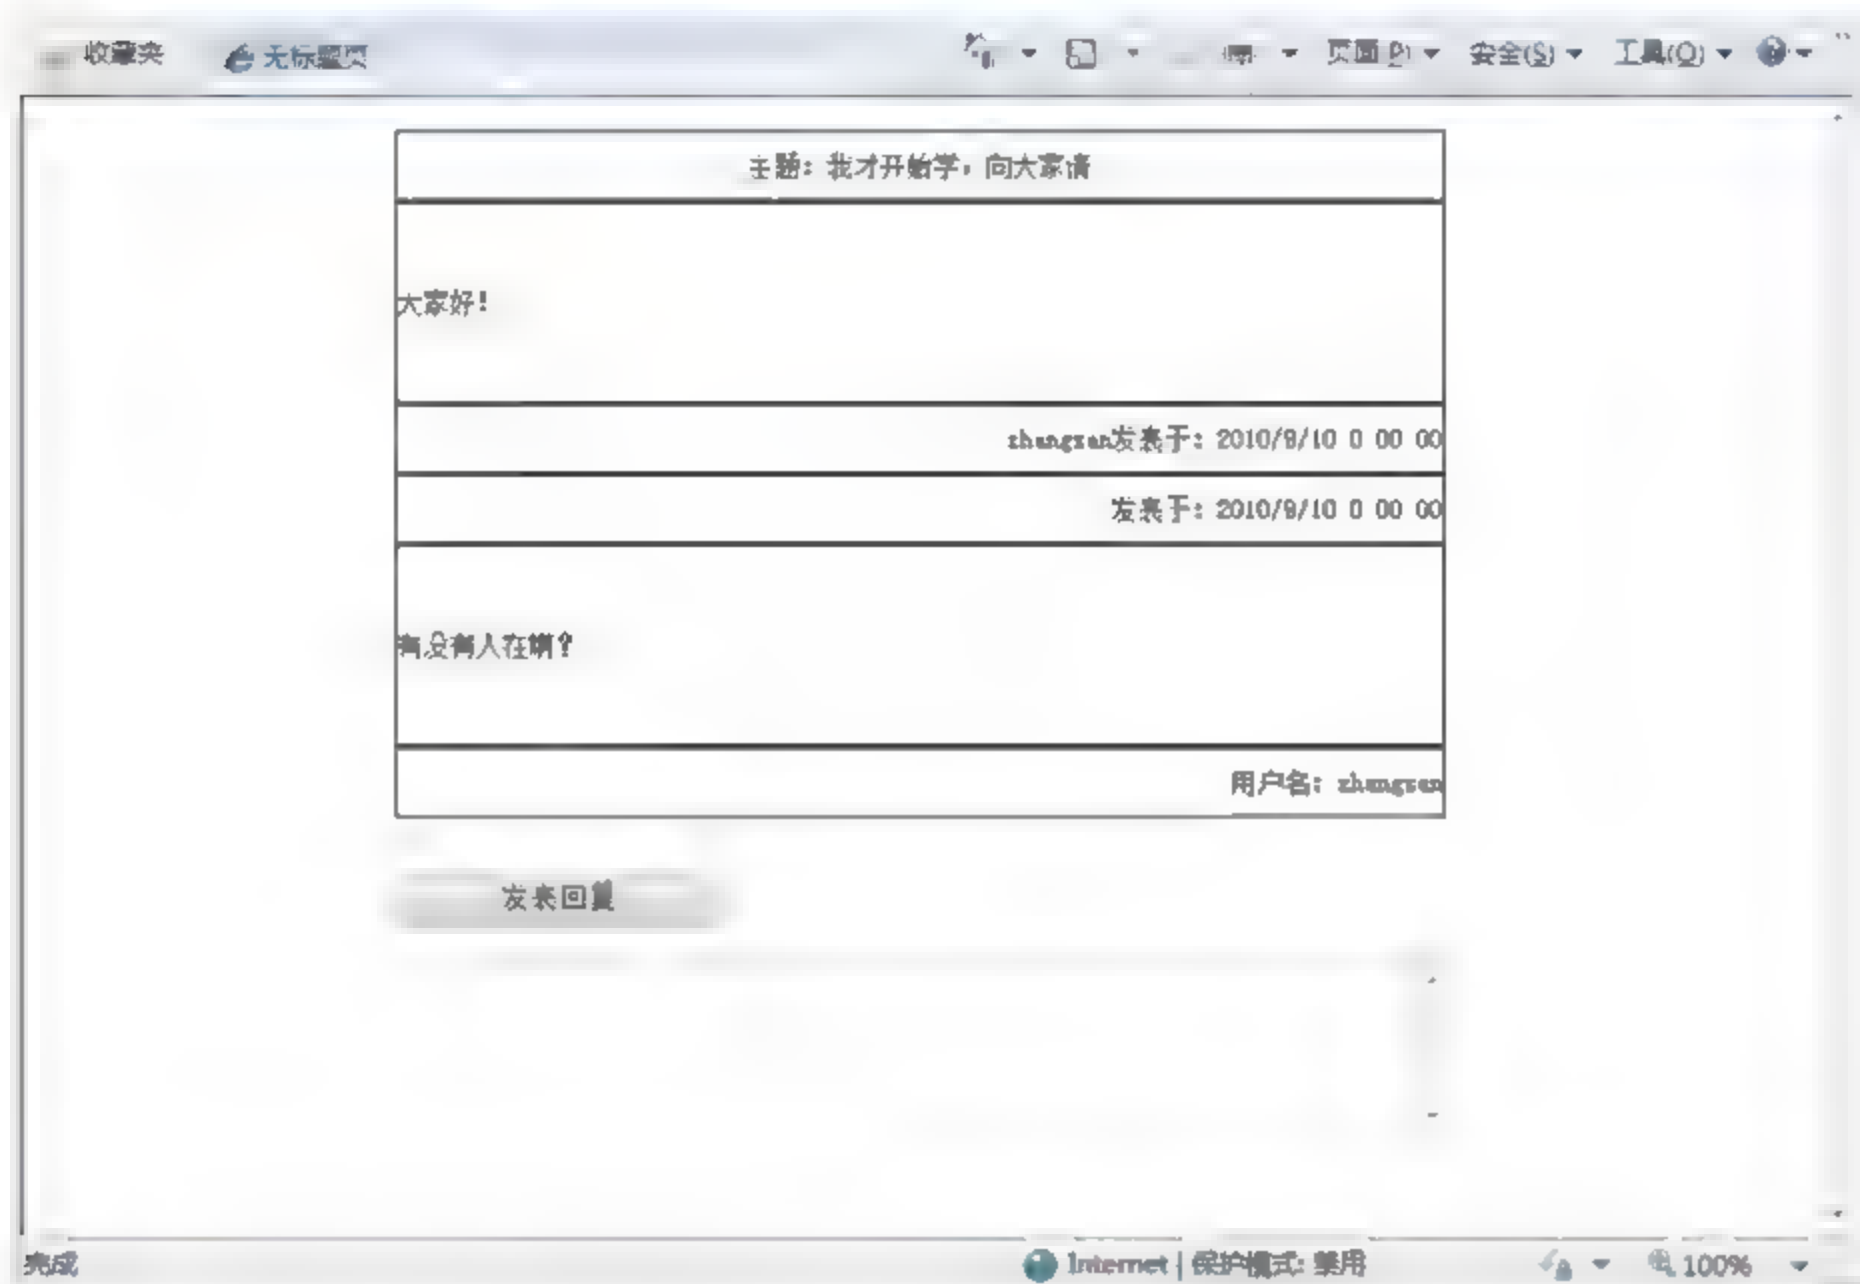 收藏夹 无标题页 页面(P) 安全(S) 工具(O)
主题：我才开始学，向大家请
大家好！
zhangsan发表于：2010/9/10 0 00 00
发表于：2010/9/10 0 00 00
有没有人在啊？
用户名：zhangsan
发表回复
完成 Internet | 保护模式: 禁用 100%